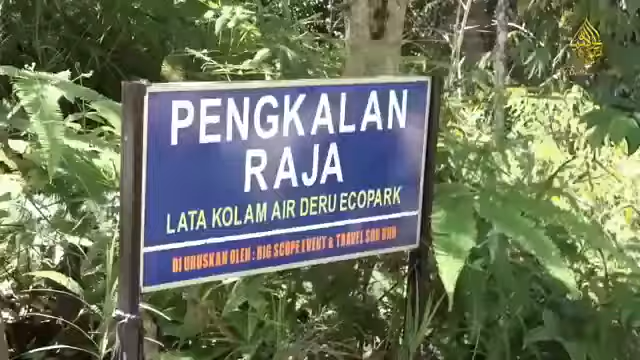 PENGKALAN
RAJA
LATA KOLAM AIR DERU ECOPARK
DI URUSKAN OLEH : BIG SCOPE EVENT & TRAVEL SDN BHD